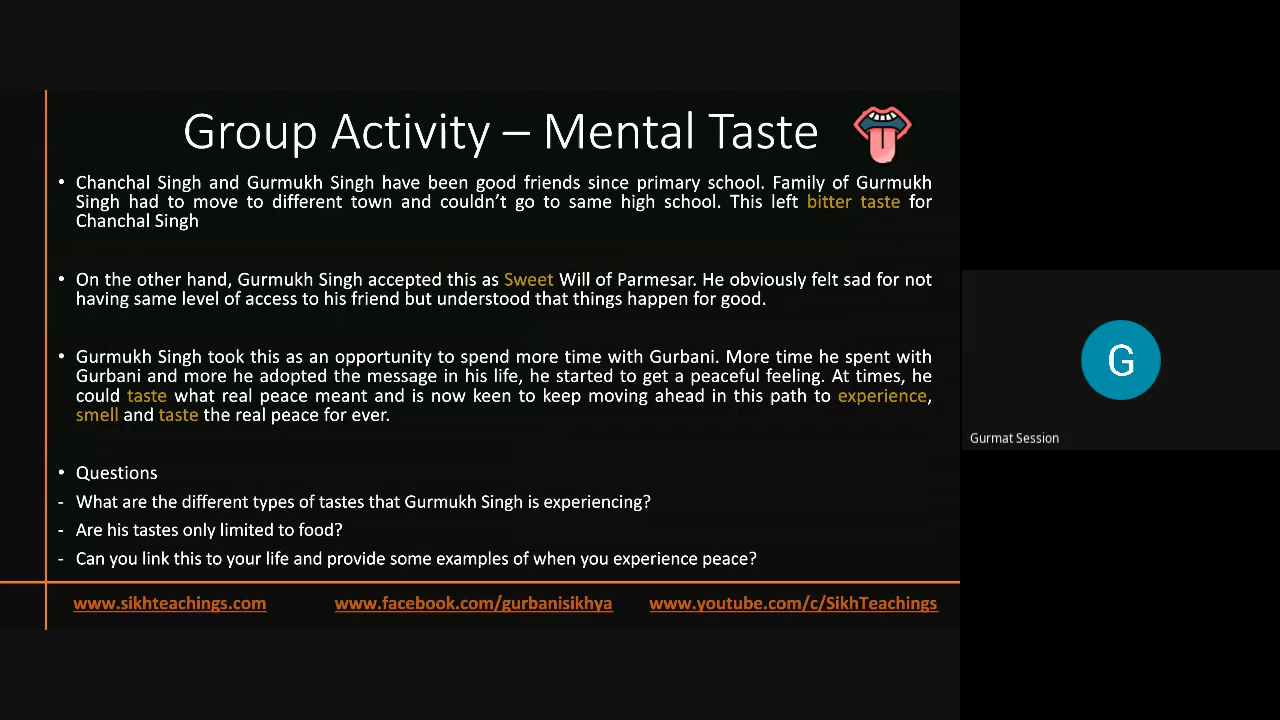 Group Activity – Mental Taste
• Chanchal Singh and Gurmukh Singh have been good friends since primary school. Family of Gurmukh
Singh had to move to different town and couldn't go to same high school. This left bitter taste for
Chanchal Singh
• On the other hand, Gurmukh Singh accepted this as Sweet Will of Parmesar. He obviously felt sad for not
having same level of access to his friend but understood that things happen for good.
• Gurmukh Singh took this as an opportunity to spend more time with Gurbani. More time he spent with
Gurbani and more he adopted the message in his life, he started to get a peaceful feeling. At times, he
could taste what real peace meant and is now keen to keep moving ahead in this path to experience,
smell and taste the real peace for ever.
• Questions
- What are the different types of tastes that Gurmukh Singh is experiencing?
- Are his tastes only limited to food?
- Can you link this to your life and provide some examples of when you experience peace?
www.sikhteachings.com www.facebook.com/gurbanisikhya www.youtube.com/c/SikhTeachings
G
Gurmat Session